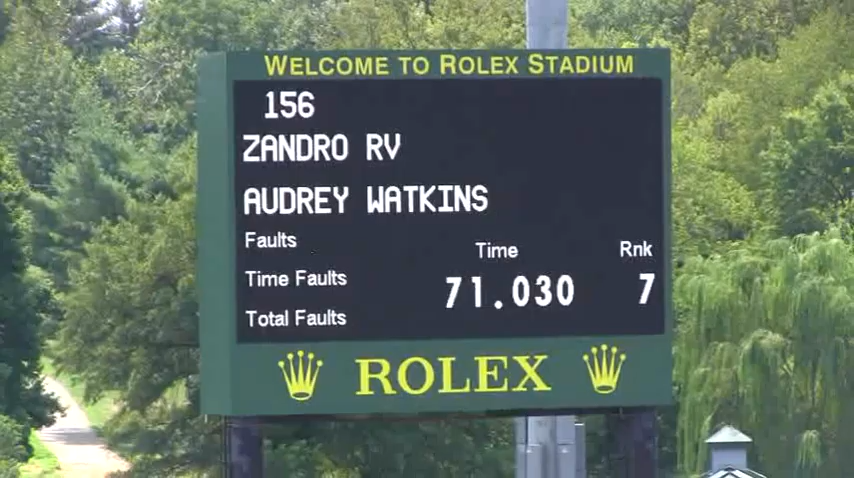 WELCOME TO ROLEX STADIUM
156
ZANDRO RV
AUDREY WATKINS
Faults Time Rnk
Time Faults 71.030 7
Total Faults
ROLEX